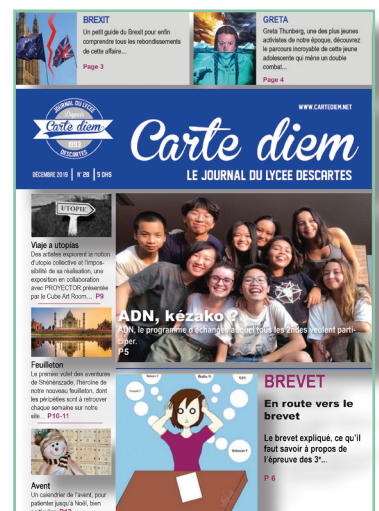 BREXIT
Un petit guide du Brexit pour enfin
comprendre tous les rebondissements
de cette affaire...
Page 3
GRETA
Greta Thunberg, une des plus jeunes
activistes de notre époque, découvrez
le parcours incroyable de cette jeune
adolescente qui mène un double
combat...
Page 4
JOURNAL DU LYCEE
Depuis
Carte diem
1993
DESCARTES
WWW.CARTEDIEM.NET
Carte diem
LE JOURNAL DU LYCEE DESCARTES
DÉCEMBRE 2019 | N° 28 | 5 DHS
UTOPIE
Viaje a utopias
Des artistes explorent la notion
d'utopie collective et l'impos-
sibilité de sa réalisation, une
exposition en collaboration
avec PROYECTOR présentée
par le Cube Art Room... P9
Feuilleton
Le premier volet des aventures
de Shéhérazade, l'héroïne de
notre nouveau feuilleton, dont
les péripéties sont à retrouver
chaque semaine sur notre
site... P10-11
Avent
Un calendrier de l'avent, pour
patienter jusqu'à Noël, bien
ADN, kézako ?
ADN, le programme d'échanges auquel tous les 2ndes veulent parti-
ciper.
P5
BREVET
En route vers le
brevet
Le brevet expliqué, ce qu'il
faut savoir à propos de
l'épreuve des 3e...
P 6